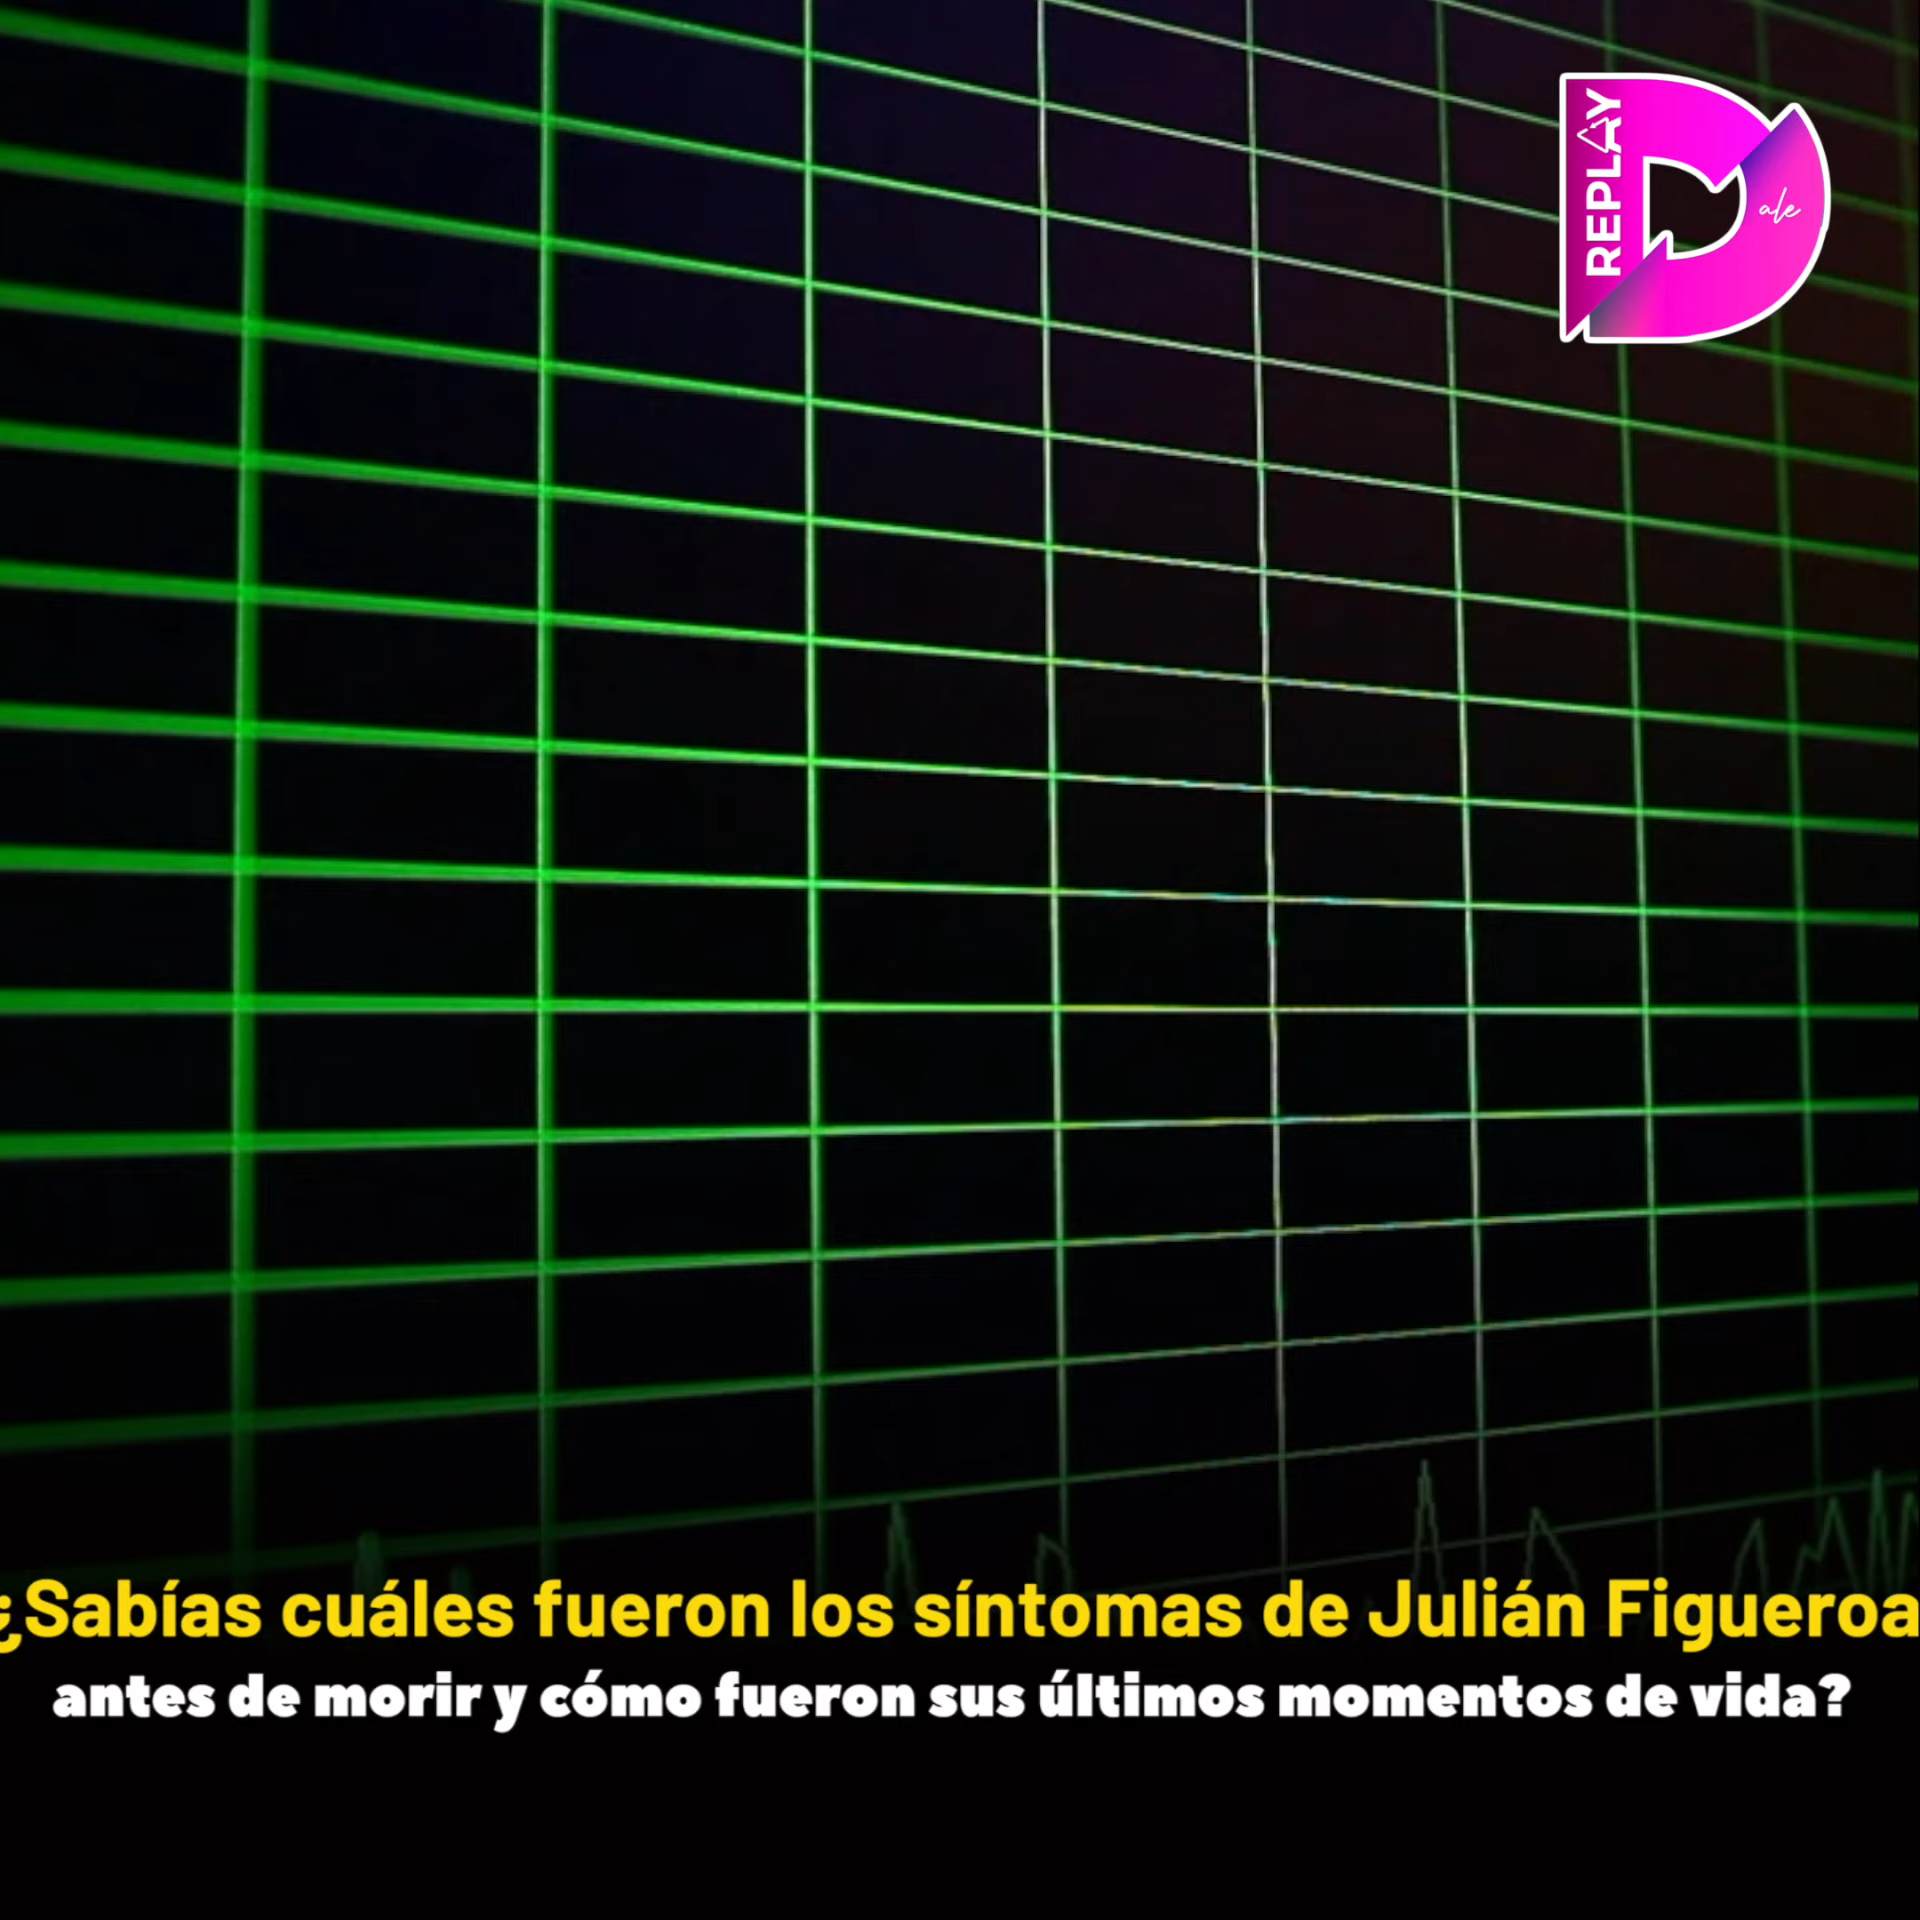 REPLAY
ale
¿Sabías cuáles fueron los síntomas de Julián Figueroa
antes de morir y cómo fueron sus últimos momentos de vida?